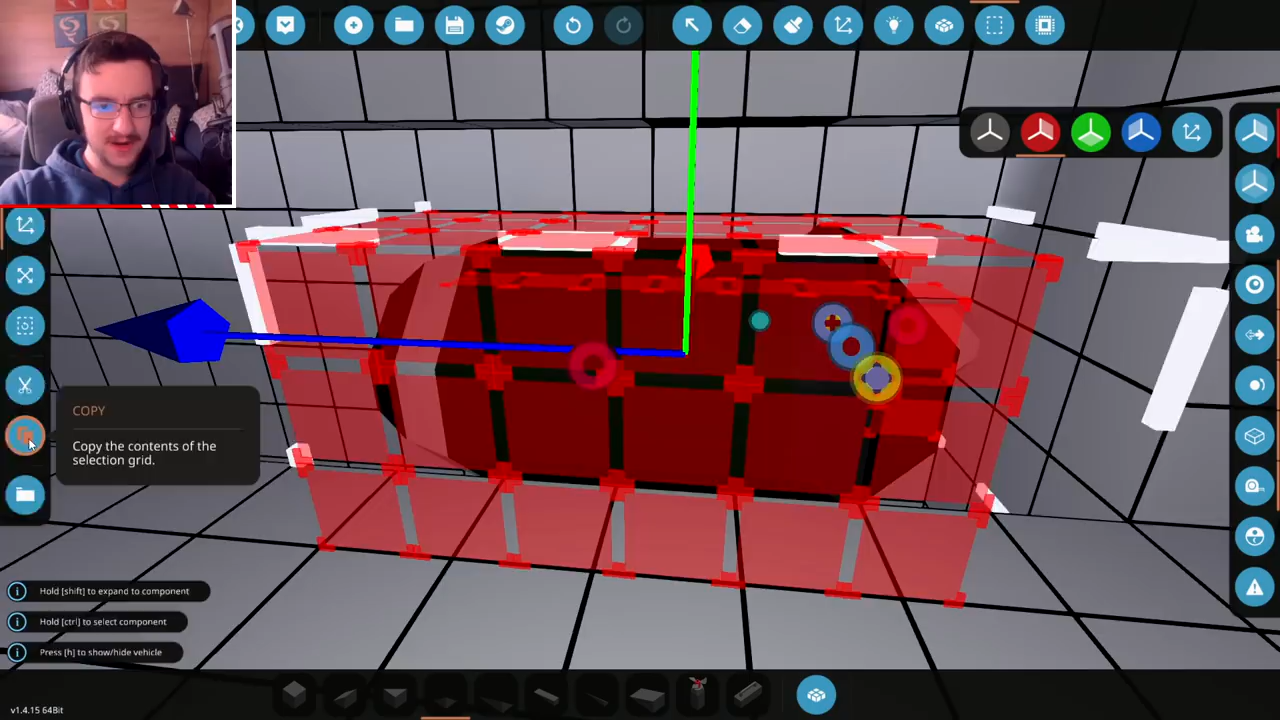 COPY
Copy the contents of the
selection grid.
Hold [shift] to expand to component
Hold [ctrl] to select component
Press [h] to show/hide vehicle
v1.4.15 64Bit